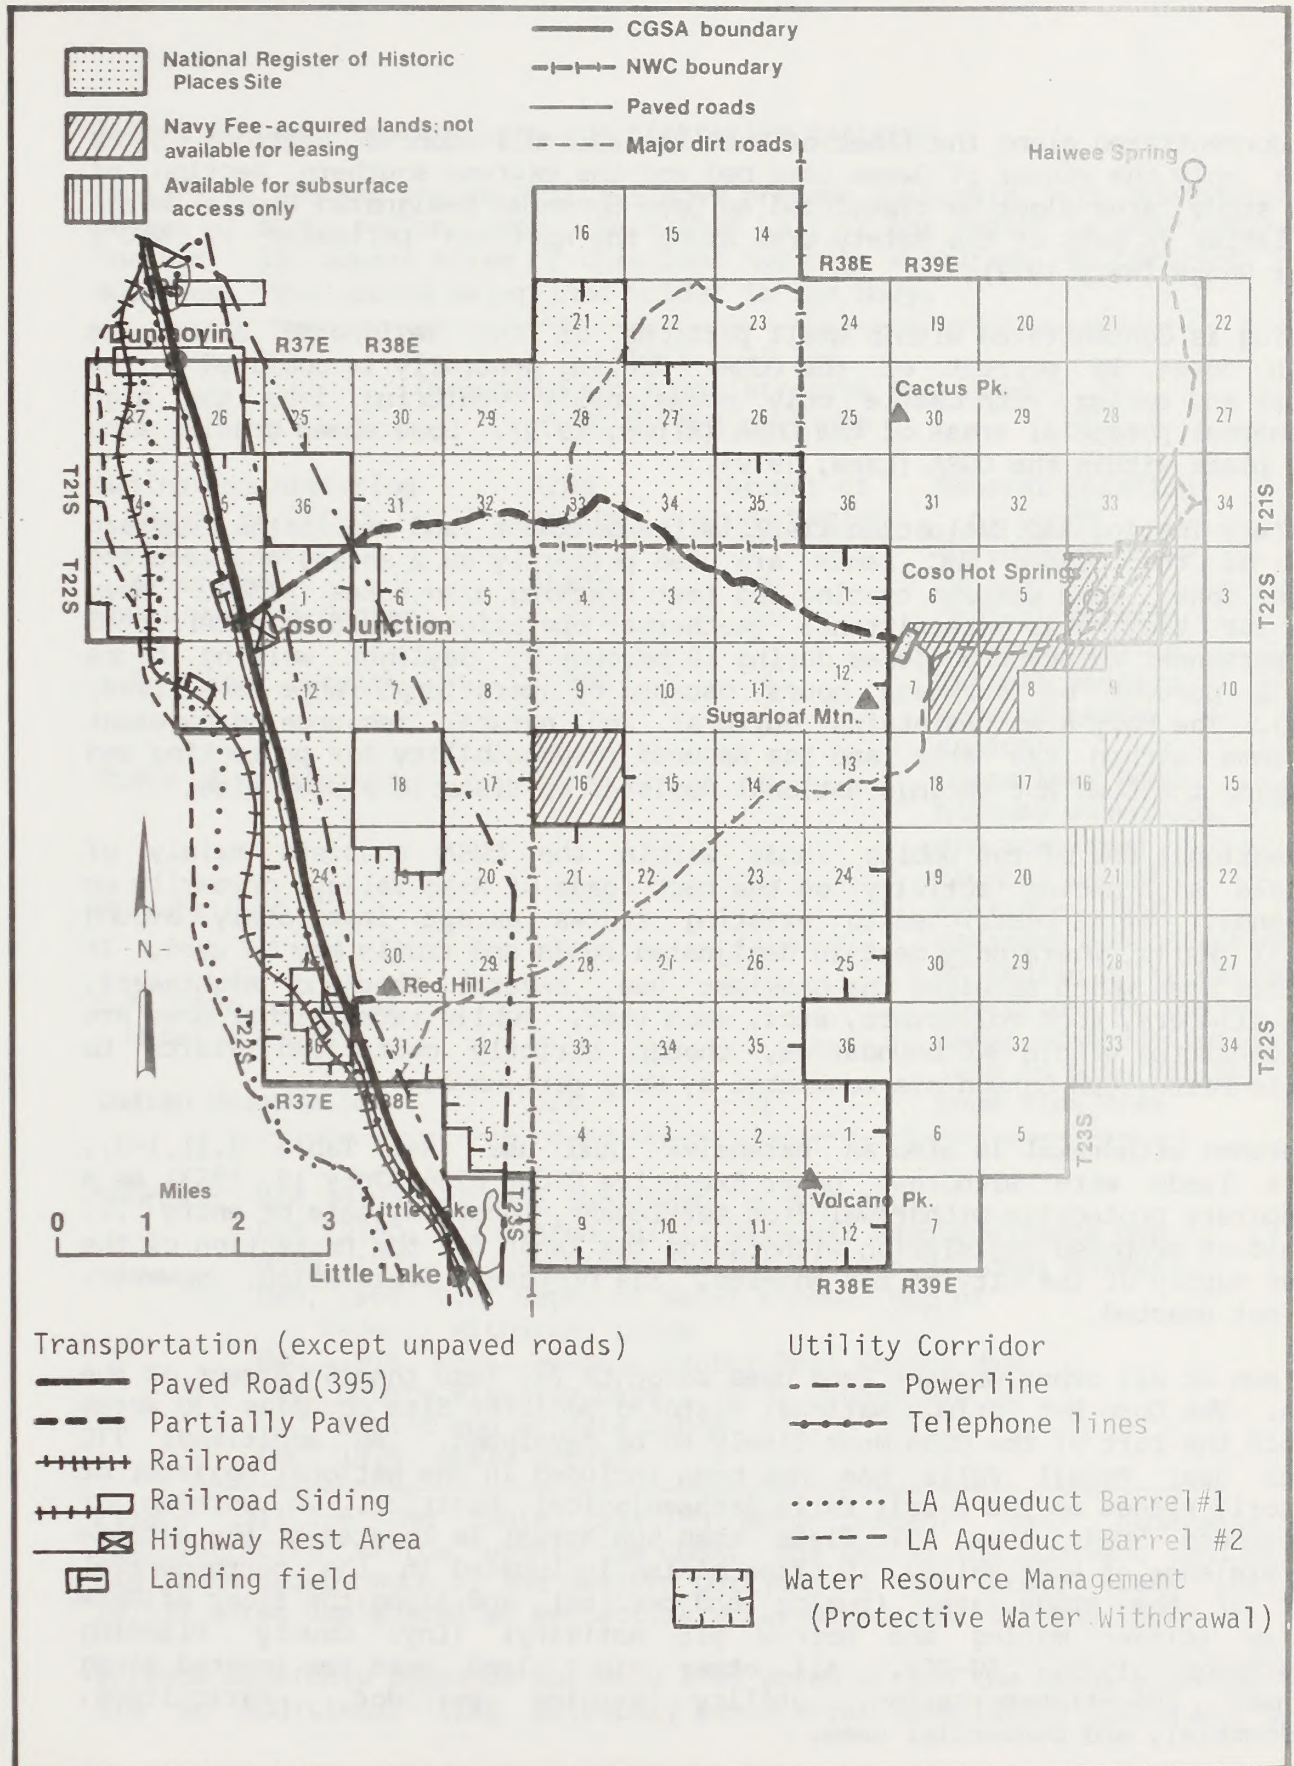 National Register of Historic
Places Site
Navy Fee-acquired lands; not
available for leasing
Available for subsurface
access only
CGSA boundary
NWC boundary
Paved roads
Major dirt roads
Haiwee Spring
16 15 14
R38E R39E
21 22 23 24 19 20 21 22
Dunmovin
R37E R38E
Cactus Pk.
27 26 25 30 29 28 27 26 25 30 29 28 27
T21S
36 31 32 33 34 35 36 31 32 33 34
T21S
T22S
Coso Hot Springs
1 6 5 4 3 2 1 6 5 3
T22S
Coso Junction
11 12 7 8 9 10 11 12 7 8 9 10
Sugarloaf Mtn.
13 18 17 16 15 14 13 18 17 16 15
24 19 20 21 22 23 24 19 20 21 22
N
25 30 29 28 21 26 25 30 29 28 27
Red Hill
T22S
36 31 32 33 34 35 36 31 32 33 34
T22S
R37E R38E
5 4 3 2 1 6 5
T23S
Miles
0 1 2 3
Little Lake
T23S
Volcano Pk.
9 10 11 12 7
Little Lake
R38E R39E
Transportation (except unpaved roads)
Paved Road(395)
Partially Paved
Railroad
Railroad Siding
Highway Rest Area
Landing field
Utility Corridor
Powerline
Telephone lines
LA Aqueduct Barrel#1
LA Aqueduct Barrel #2
Water Resource Management
(Protective Water Withdrawal)